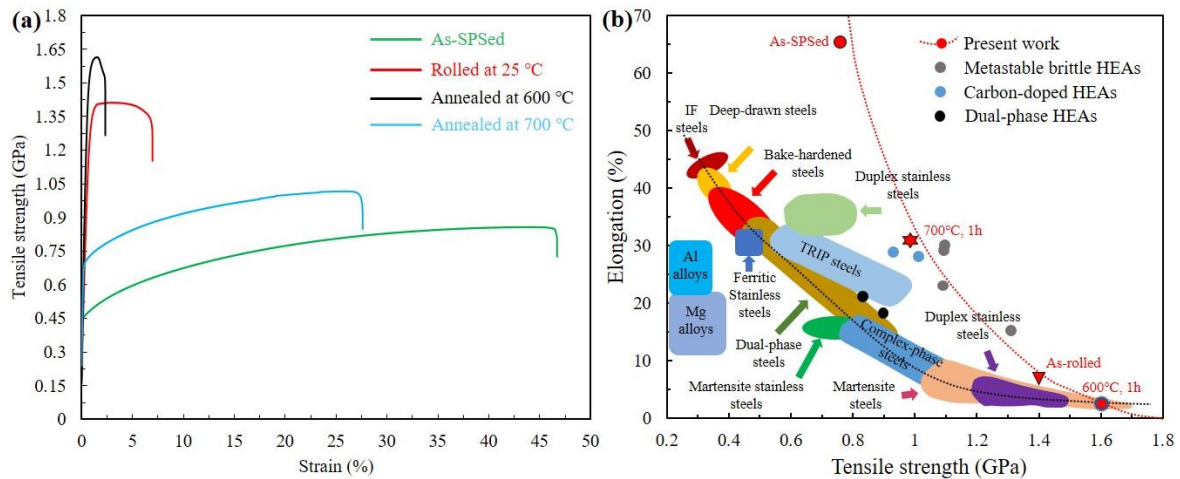 (a)
1.8
1.65
1.5
1.35
1.2
1.05
0.9
0.75
0.6
0.45
0.3
0.15
0
Tensile strength (GPa)
As-SPSed
Rolled at 25 °C
Annealed at 600 °C
Annealed at 700 °C
0
5
10
15
20
25
30
35
40
45
50
Strain (%)
(b)
70
60
50
40
30
20
10
0
Elongation (%)
As-SPSed
Present work
Metastable brittle HEAs
Carbon-doped HEAs
Dual-phase HEAs
IF
steels
Deep-drawn steels
Bake-hardened
steels
Duplex stainless
steels
700°C, 1h
TRIP steels
Al
alloys
Ferritic
Stainless
steels
Mg
alloys
Duplex stainless
steels
Dual-phase
steels
Complex-phase
steels
As-rolled
Martensite stainless
steels
Martensite
steels
600°C, 1h
0.2
0.4
0.6
0.8
1
1.2
1.4
1.6
1.8
Tensile strength (GPa)